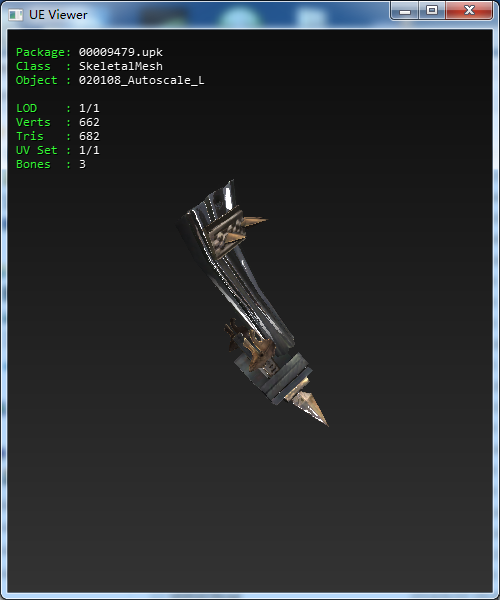 UE Viewer
Package: 00009479.upk
Class  : SkeletalMesh
Object : 020108_Autoscale_L
LOD    : 1/1
Verts  : 662
Tris   : 682
UV Set : 1/1
Bones  : 3